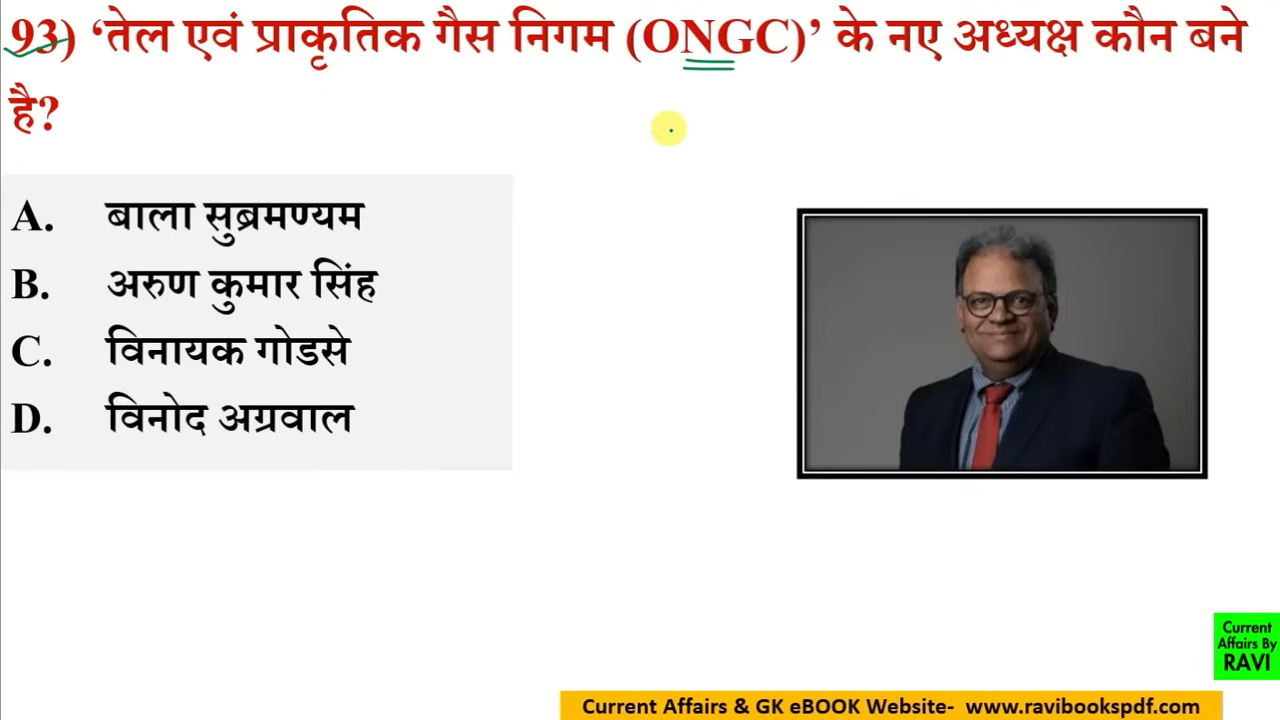 93) ‘तेल एवं प्राकृतिक गैस निगम (ONGC)’ के नए अध्यक्ष कौन बने
है?
A. बाला सुब्रमण्यम
B. अरुण कुमार सिंह
C. विनायक गोडसे
D. विनोद अग्रवाल
Current
Affairs By
RAVI
Current Affairs & GK eBOOK Website- www.ravibookspdf.com